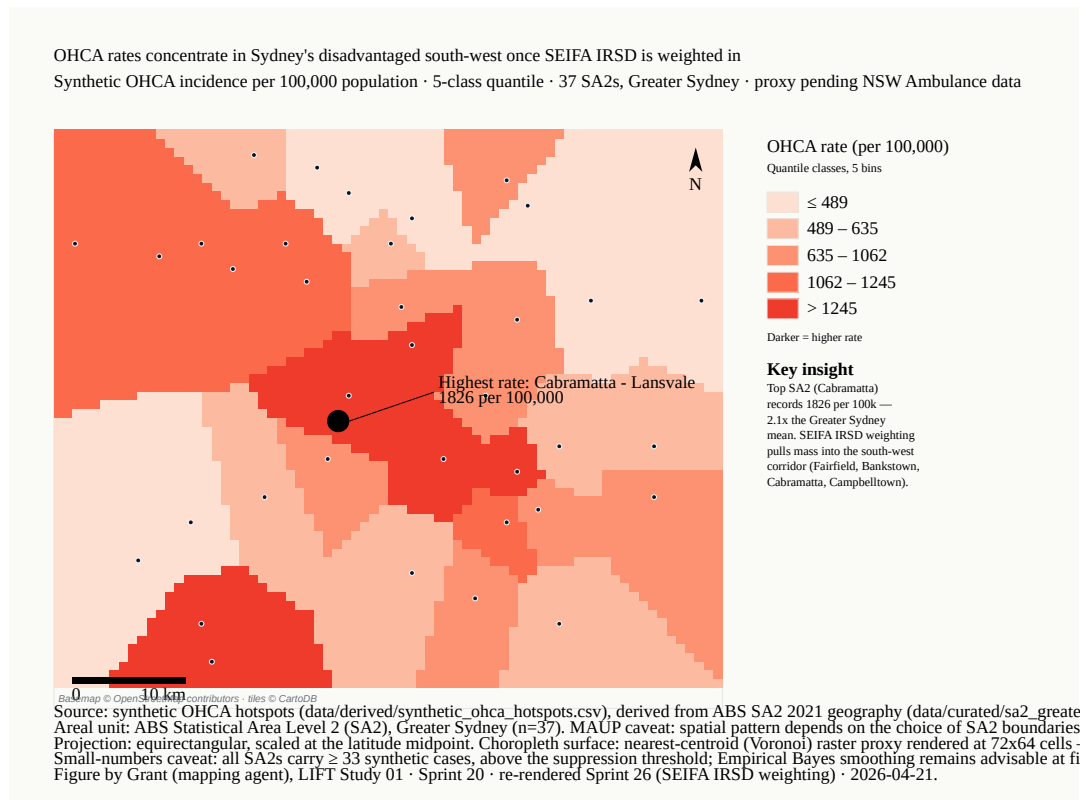 OHCA rates concentrate in Sydney's disadvantaged south-west once SEIFA IRSD is weighted in
Synthetic OHCA incidence per 100,000 population · 5-class quantile · 37 SA2s, Greater Sydney · proxy pending NSW Ambulance data
N
OHCA rate (per 100,000)
Quantile classes, 5 bins
≤ 489
489 – 635
635 – 1062
1062 – 1245
> 1245
Darker = higher rate
Key insight
Top SA2 (Cabramatta)
records 1826 per 100k —
2.1x the Greater Sydney
mean. SEIFA IRSD weighting
pulls mass into the south-west
corridor (Fairfield, Bankstown,
Cabramatta, Campbelltown).
Highest rate: Cabramatta - Lansvale
1826 per 100,000
0 10 km
Basemap © OpenStreetMap contributors · tiles © CartoDB
Source: synthetic OHCA hotspots (data/derived/synthetic_ohca_hotspots.csv), derived from ABS SA2 2021 geography (data/curated/sa2_greate
Areal unit: ABS Statistical Area Level 2 (SA2), Greater Sydney (n=37). MAUP caveat: spatial pattern depends on the choice of SA2 boundaries
Projection: equirectangular, scaled at the latitude midpoint. Choropleth surface: nearest-centroid (Voronoi) raster proxy rendered at 72x64 cells –
Small-numbers caveat: all SA2s carry ≥ 33 synthetic cases, above the suppression threshold; Empirical Bayes smoothing remains advisable at fi
Figure by Grant (mapping agent), LIFT Study 01 · Sprint 20 · re-rendered Sprint 26 (SEIFA IRSD weighting) · 2026-04-21.